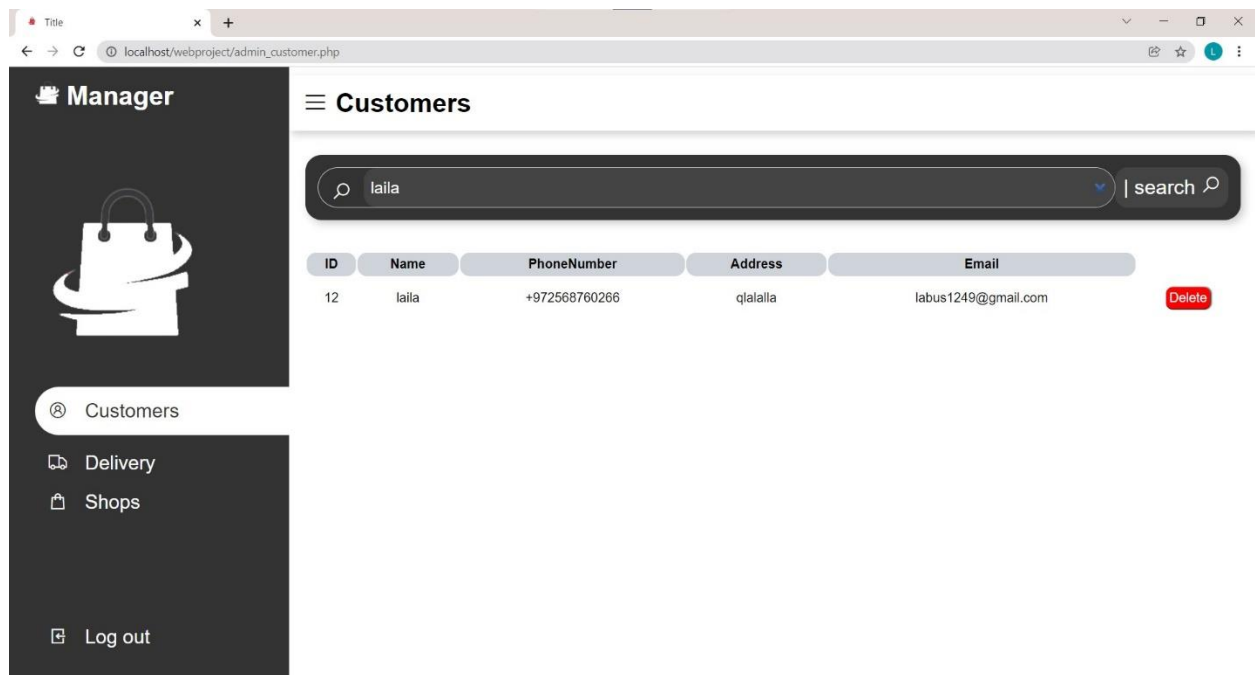 Title
localhost/webproject/admin_customer.php
L
Manager
Customers
laila
| search
ID Name PhoneNumber Address Email
12 laila +972568760266 qlalalla labus1249@gmail.com Delete
Customers
Delivery
Shops
Log out